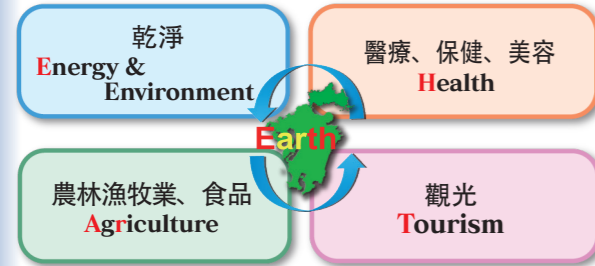 乾淨
Energy &
Environment
醫療、保健、美容
Health
Earth
農林漁牧業、食品
Agriculture
觀光
Tourism